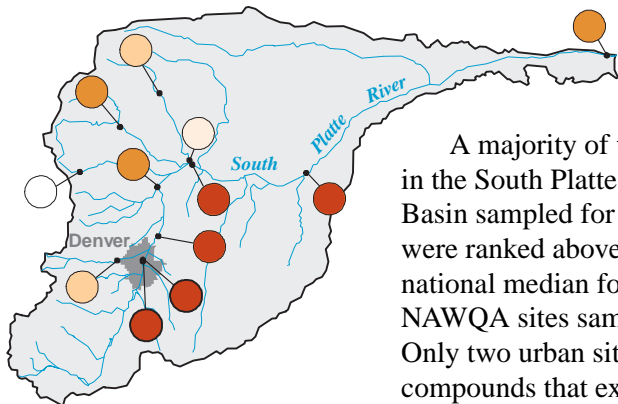 River
Platte
South
Denver
A majority of
in the South Platte
Basin sampled for
were ranked above
national median fo
NAWQA sites sam
Only two urban sit
compounds that ex